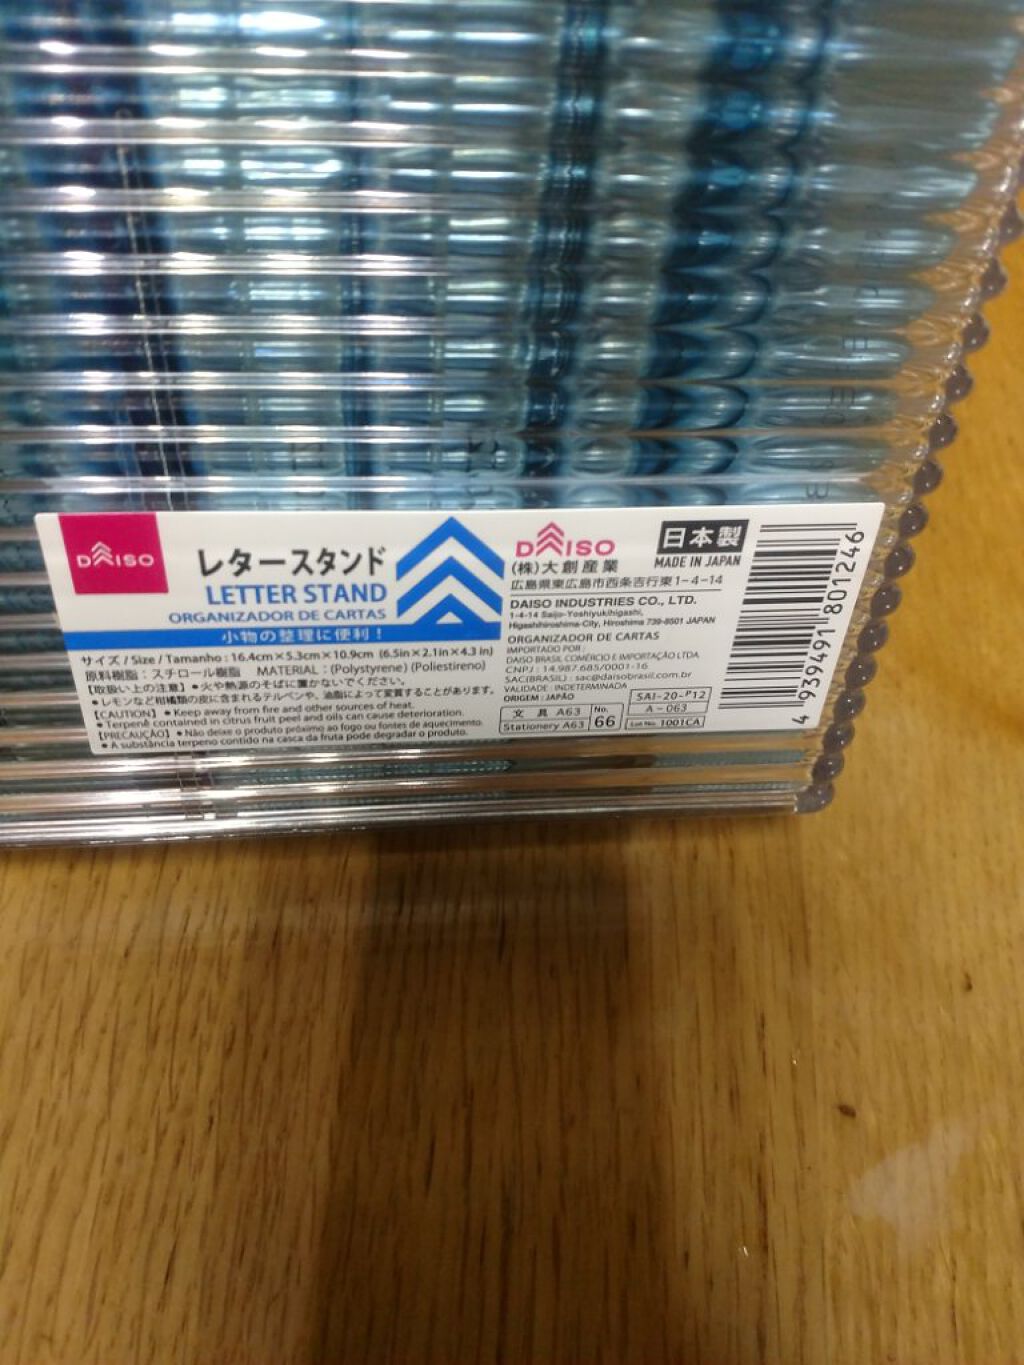 DAISO
レタースタンド
LETTER STAND
ORGANIZADOR DE CARTAS
小物の整理に便利！
サイズ / Size / Tamanho : 16.4cm×5.3cm×10.9cm (6.5in×2.1in×4.3 in)
原料樹脂：スチロール樹脂 MATERIAL : (Polystyrene) (Poliestireno)
【取扱い上の注意】 ●火や熱源のそばに置かないでください。
●レモンなど柑橘類の皮に含まれるテルペンや、油脂によって変質することがあります。
【CAUTION】 ●Keep away from fire and other sources of heat.
●Terpene contained in citrus fruit peel and oils can cause deterioration.
【PRECAUÇÃO】 ●Não deixe o produto próximo ao fogo ou fontes de aquecimento.
●A substância terpeno contido na casca da fruta pode degradar o produto.
DAISO
(株)大創産業
広島県東広島市西条吉行東1-4-14
DAISO INDUSTRIES CO., LTD.
1-4-14 Saijo-Yoshiyukihigashi,
Higashihiroshima-City, Hiroshima 739-8501 JAPAN
ORGANIZADOR DE CARTAS
IMPORTADO POR :
DAISO BRASIL COMÉRCIO E IMPORTAÇÃO LTDA
CNPJ : 14.987.685/0001-16
SAC(BRASIL) : sac@daisobrasil.com.br
VALIDADE : INDETERMINADA
ORIGEM : JAPÃO
文具 A63
Stationery A63
No.
66
SAI-20-P12
A-063
Lot No. 1001CA
日本製
MADE IN JAPAN
4 939491 801246